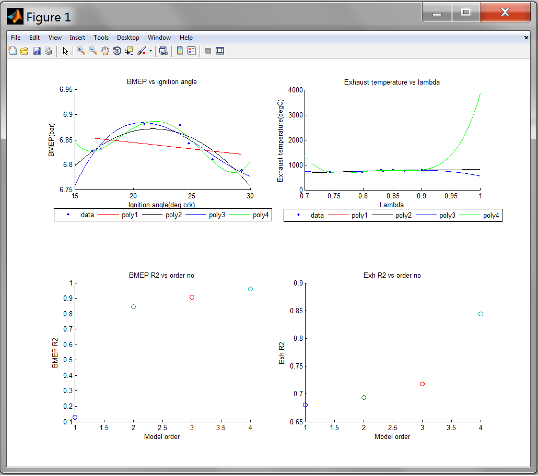 Figure 1
File Edit View Insert Tools Desktop Window Help
BMEP vs ignition angle
6.95
6.9
6.85
6.8
6.75
BMEP(bar)
15 20 25 30
Ignition angle(deg crk)
data poly1 poly2 poly3 poly4
Exhaust temperature vs lambda
4000
3000
2000
1000
0
Exhaust temperature(degC)
0.7 0.75 0.8 0.85 0.9 0.95 1
Lambda
data poly1 poly2 poly3 poly4
BMEP R2 vs order no
1
0.9
0.8
0.7
0.6
0.5
0.4
0.3
0.2
0.1
BMEP R2
1 1.5 2 2.5 3 3.5 4
Model order
Exh R2 vs order no
0.9
0.85
0.8
0.75
0.7
0.65
Exh R2
1 1.5 2 2.5 3 3.5 4
Model order